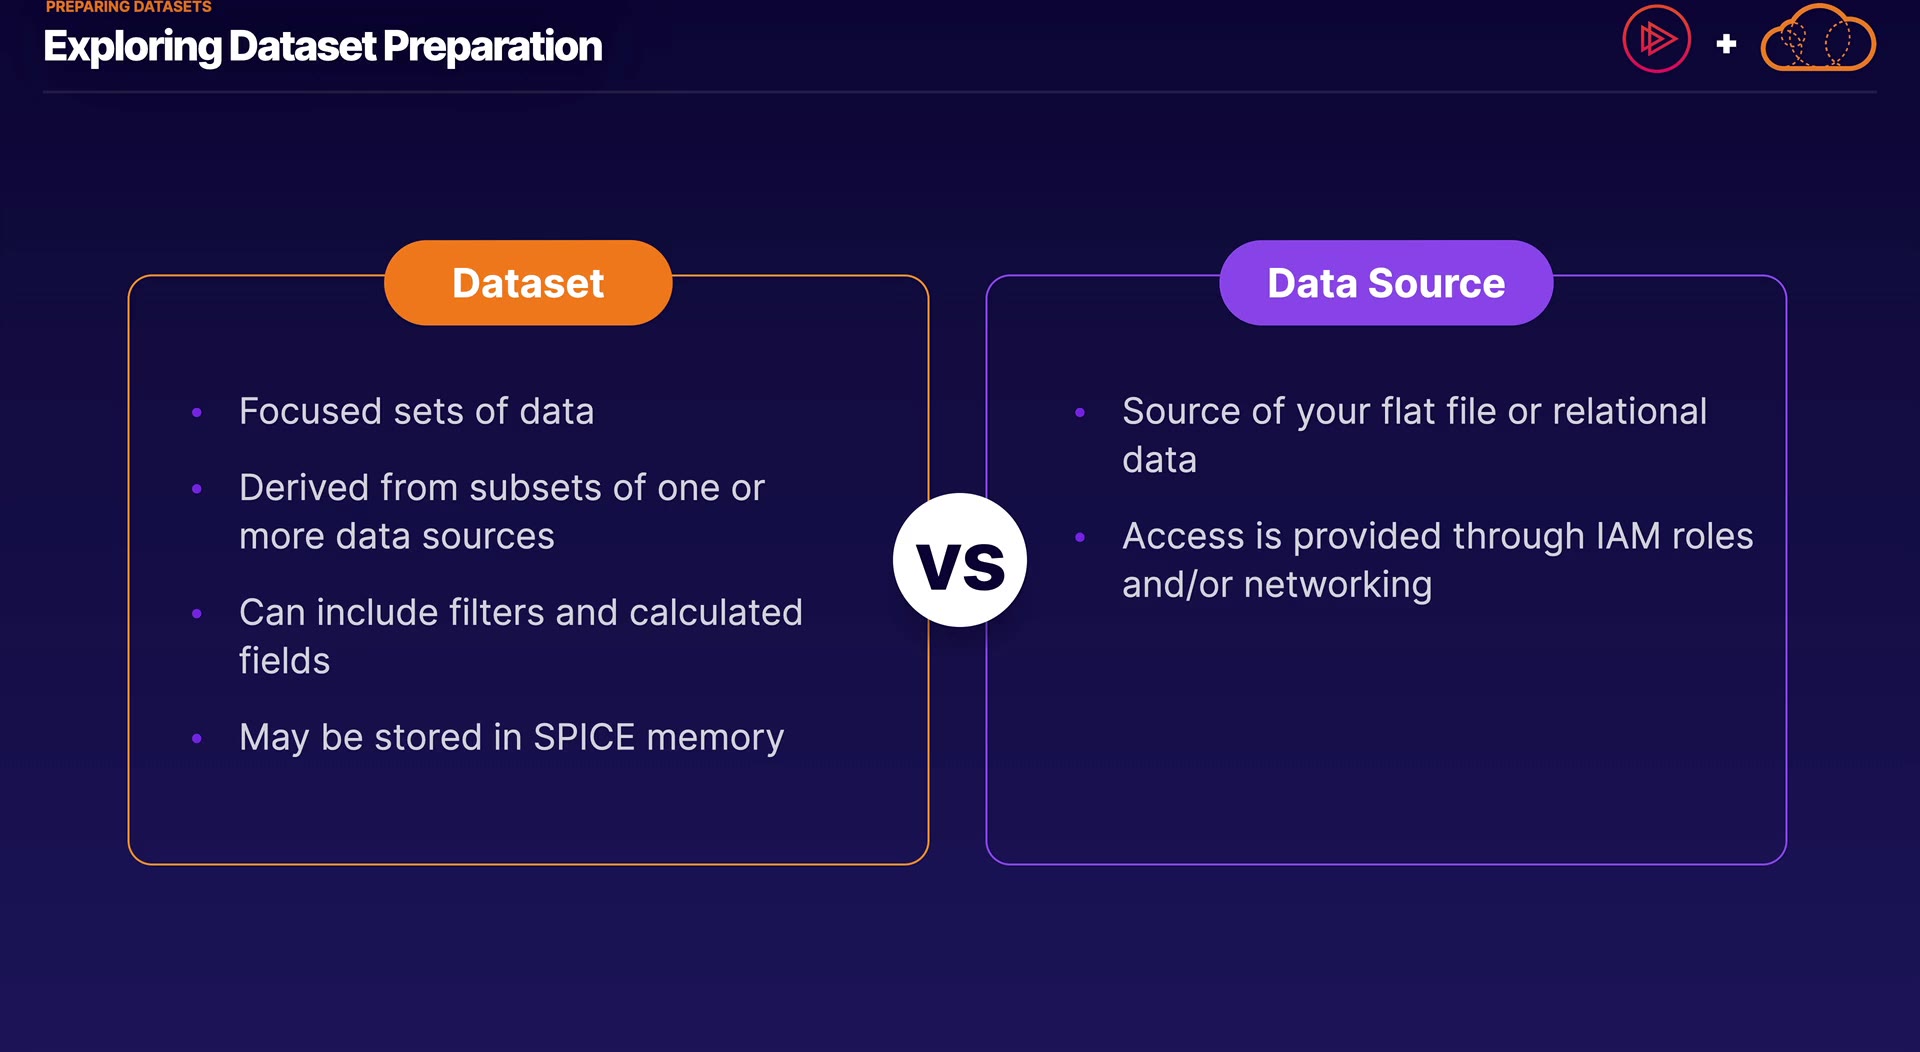 PREPARING DATASETS
Exploring Dataset Preparation
Dataset
• Focused sets of data
• Derived from subsets of one or
more data sources
• Can include filters and calculated
fields
• May be stored in SPICE memory
vs
Data Source
• Source of your flat file or relational
data
• Access is provided through IAM roles
and/or networking